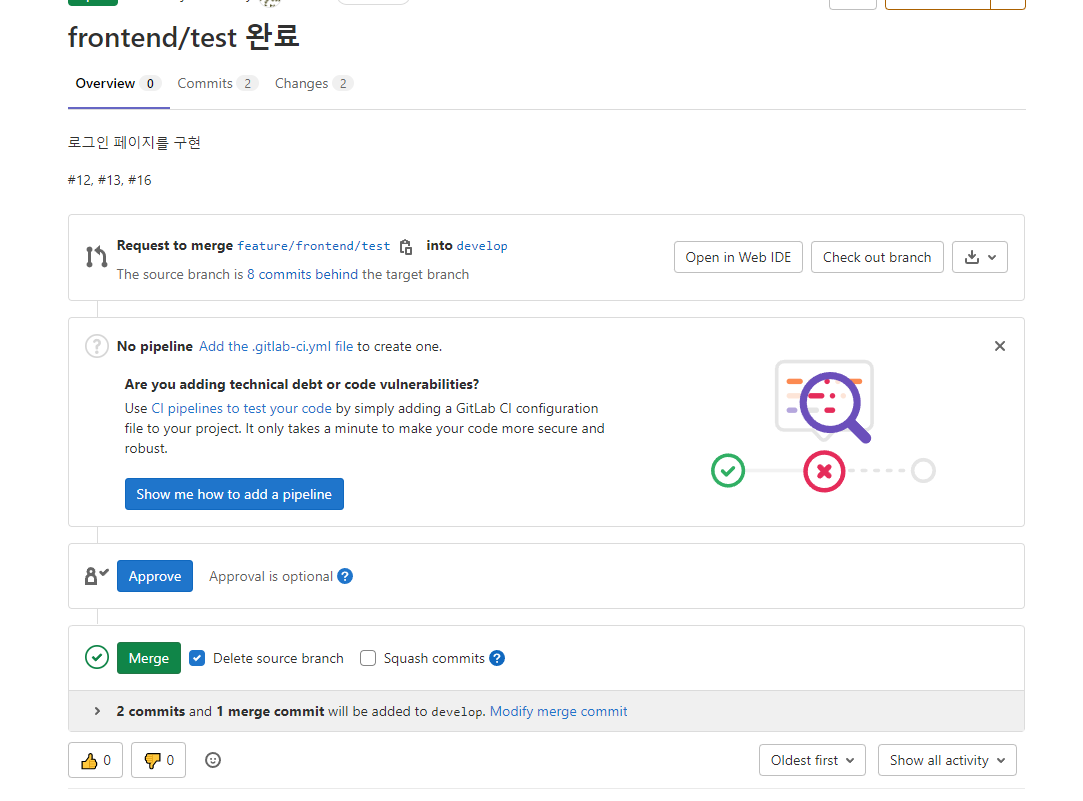 frontend/test 완료
Overview 0 Commits 2 Changes 2
로그인 페이지를 구현
#12, #13, #16
Request to merge feature/frontend/test into develop
The source branch is 8 commits behind the target branch
Open in Web IDE Check out branch
No pipeline Add the .gitlab-ci.yml file to create one.
Are you adding technical debt or code vulnerabilities?
Use CI pipelines to test your code by simply adding a GitLab CI configuration
file to your project. It only takes a minute to make your code more secure and
robust.
Show me how to add a pipeline
Approve Approval is optional ?
Merge Delete source branch Squash commits ?
2 commits and 1 merge commit will be added to develop. Modify merge commit
0 0 Oldest first Show all activity